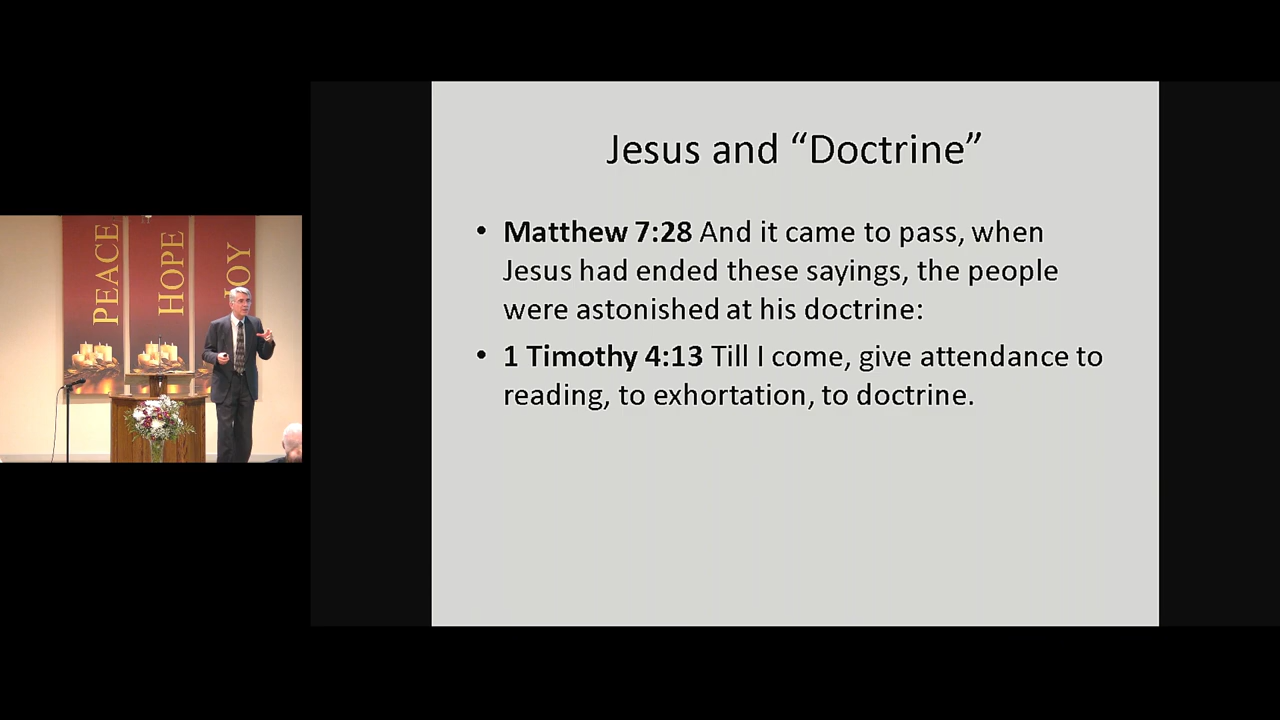 PEACE
HOPE
JOY
Jesus and “Doctrine”
• Matthew 7:28 And it came to pass, when
Jesus had ended these sayings, the people
were astonished at his doctrine:
• 1 Timothy 4:13 Till I come, give attendance to
reading, to exhortation, to doctrine.